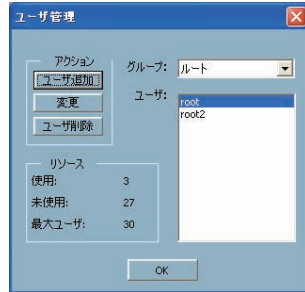 ユーザ管理
アクション
ユーザ追加
変更
ユーザ削除
グループ:
ルート
ユーザ:
root
root2
リソース
使用: 3
未使用: 27
最大ユーザ: 30
OK